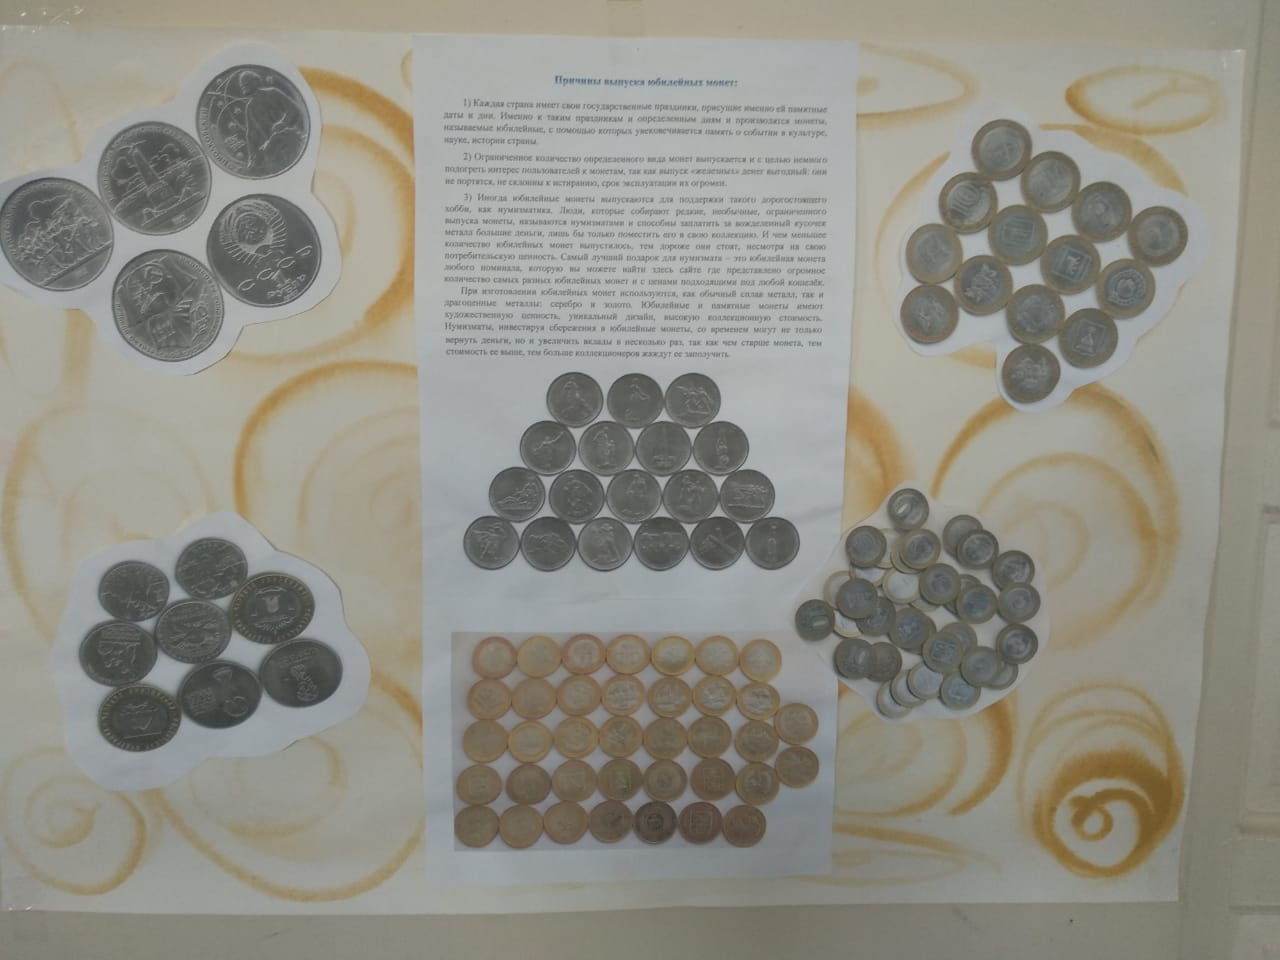 Причины выпуска юбилейных монет:
1) Каждая страна имеет свои государственные праздники, присущие именно ей памятные
даты и дни. Именно к таким праздникам и определенным дням и производятся монеты,
называемые юбилейные, с помощью которых увековечивается память о событии в культуре,
науке, истории страны.
2) Ограниченное количество определенного вида монет выпускается и с целью немного
подогреть интерес пользователей к монетам, так как выпуск «железных» денег выгодный: они
не портятся, не склонны к истиранию, срок эксплуатации их огромен.
3) Иногда юбилейные монеты выпускаются для поддержки такого дорогостоящего
хобби, как нумизматика. Люди, которые собирают редкие, необычные, ограниченного
выпуска монеты, называются нумизматами и способны заплатить за вожделенный кусочек
металл большие деньги, лишь бы только поместить его в свою коллекцию. И чем меньшее
количество юбилейных монет выпустилось, тем дороже они стоят, несмотря на свою
потребительскую ценность. Самый лучший подарок для нумизмата – это юбилейная монета
любого номинала, которую вы можете найти здесь сайте где представлено огромное
количество самых разных юбилейных монет и с ценами подходящими под любой кошелёк.
При изготовлении юбилейных монет используются, как обычный сплав металл, так и
драгоценные металлы: серебро и золото. Юбилейные и памятные монеты имеют
художественную ценность, уникальный дизайн, высокую коллекционную стоимость.
Нумизматы, инвестируя сбережения в юбилейные монеты, со временем могут не только
вернуть деньги, но и увеличить вклады в несколько раз, так как чем старше монета, тем
стоимость ее выше, тем больше коллекционеров жаждут ее заполучить.